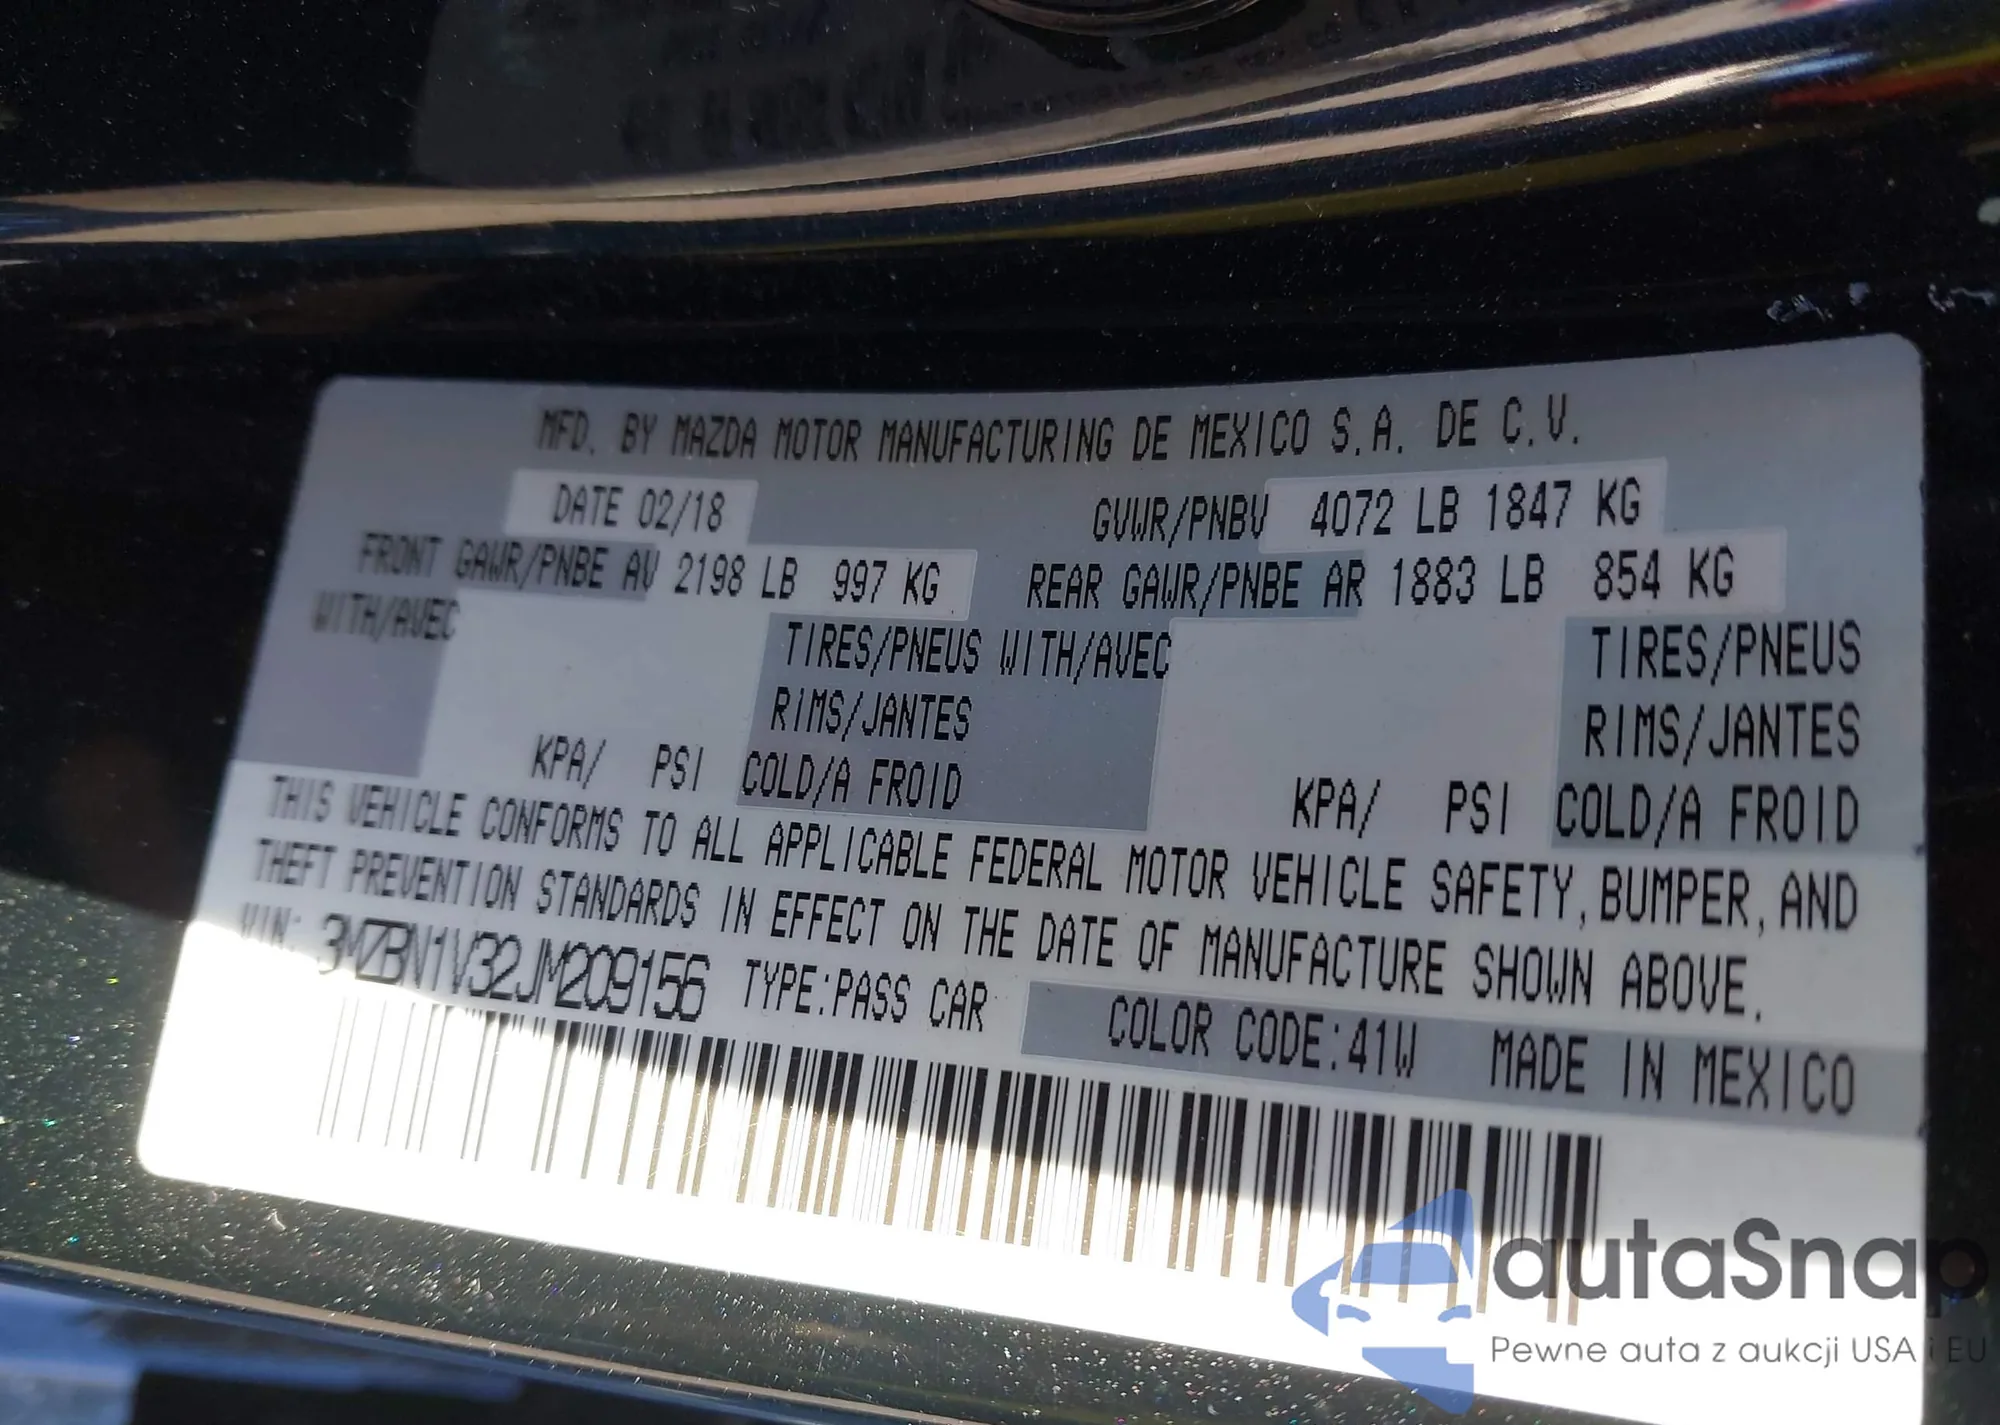 MFD. BY MAZDA MOTOR MANUFACTURING DE MEXICO S.A. DE C.V.
DATE 02/18 GVWR/PNBV 4072 LB 1847 KG
FRONT GAWR/PNBE AV 2198 LB 997 KG REAR GAWR/PNBE AR 1883 LB 854 KG
WITH/AVEC TIRES/PNEUS WITH/AVEC TIRES/PNEUS
RIMS/JANTES RIMS/JANTES
KPA/ PSI COLD/A FROID KPA/ PSI COLD/A FROID
THIS VEHICLE CONFORMS TO ALL APPLICABLE FEDERAL MOTOR VEHICLE SAFETY, BUMPER, AND
THEFT PREVENTION STANDARDS IN EFFECT ON THE DATE OF MANUFACTURE SHOWN ABOVE.
VIN: 3MZBN1V32JM209156 TYPE:PASS CAR COLOR CODE:41W MADE IN MEXICO
autaSnap
Pewne auta z aukcji USA i EU